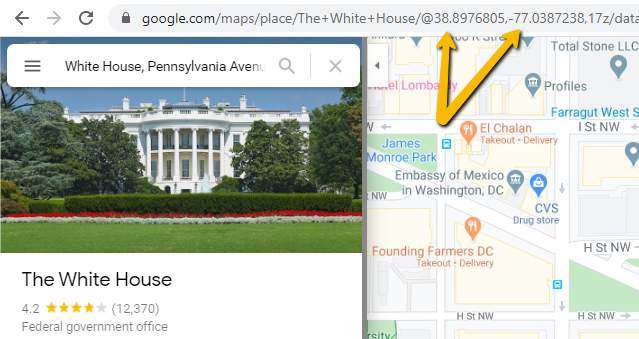 google.com/maps/place/The+White+House/@38.8976805,-77.0387238,17z/data
White House, Pennsylvania Avenu
The White House
4.2 ★★★★★ (12,370)
Federal government office
K Street
Total Stone LLC
Hotel Lombardy
Profiles
Farragut West S
El Chalan
Takeout • Delivery
I St NW
I St NW
James
Monroe Park
Embassy of Mexico
in Washington, DC
CVS
Drug store
Founding Farmers DC
Takeout • Delivery
H St NW
H St NW
H St NW